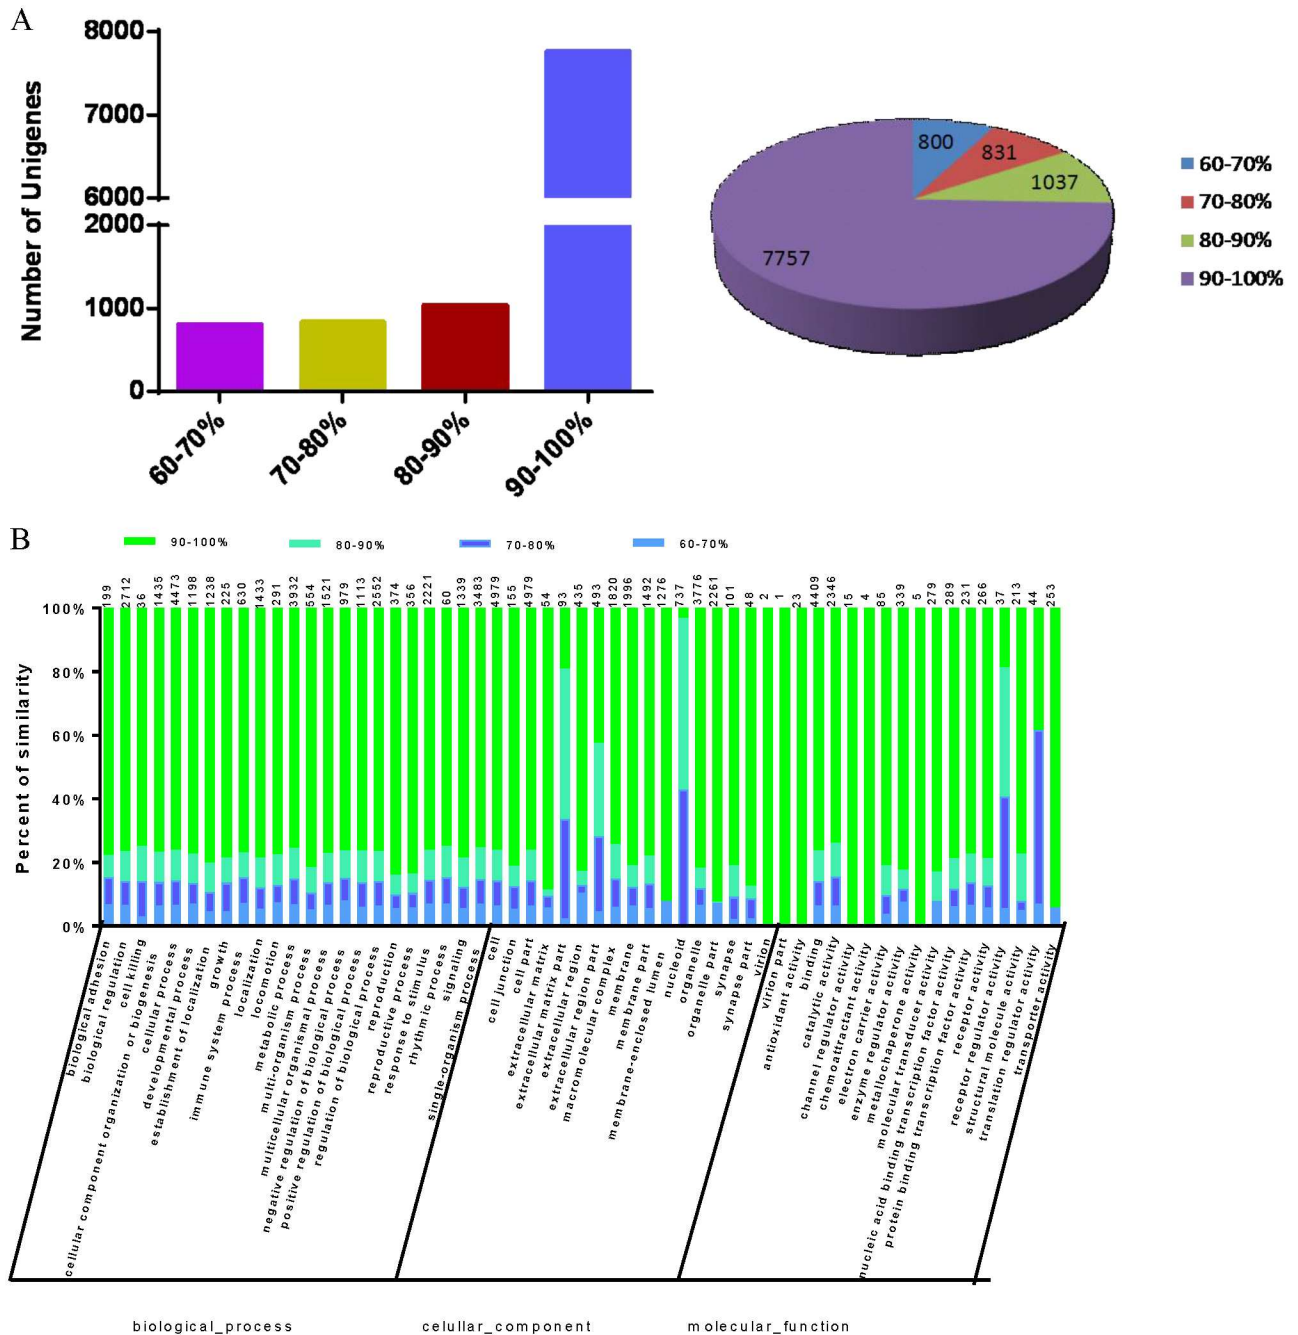 A
8000
7000
6000
2000
1000
0
Number of Unigenes
60-70%
70-80%
80-90%
90-100%
800
831
1037
7757
60-70%
70-80%
80-90%
90-100%
B
90-100%
80-90%
70-80%
60-70%
199
2712
36
1435
4473
1198
1238
225
630
1433
291
3932
554
1521
979
1113
2552
374
356
2221
60
1339
3483
4979
155
4979
54
93
435
493
1820
1996
1492
1276
737
3776
2261
101
48
2
1
23
4409
2346
15
4
85
339
5
279
289
231
266
37
213
44
253
100%
80%
60%
40%
20%
0%
Percent of similarity
biological adhesion
biological regulation
cell killing
cellular component organization or biogenesis
cellular process
developmental process
establishment of localization
growth
immune system process
localization
locomotion
metabolic process
multi-organism process
multicellular organismal process
negative regulation of biological process
positive regulation of biological process
regulation of biological process
reproduction
reproductive process
response to stimulus
rhythmic process
signaling
single-organism process
cell
cell junction
cell part
extracellular matrix
extracellular matrix part
extracellular region
extracellular region part
macromolecular complex
membrane
membrane part
membrane-enclosed lumen
nucleoid
organelle
organelle part
synapse
synapse part
virion
virion part
antioxidant activity
binding
catalytic activity
channel regulator activity
chemoattractant activity
electron carrier activity
enzyme regulator activity
metallochaperone activity
molecular transducer activity
nucleic acid binding transcription factor activity
protein binding transcription factor activity
receptor activity
receptor regulator activity
structural molecule activity
translation regulator activity
transporter activity
biological_process
celullar_component
molecular_function